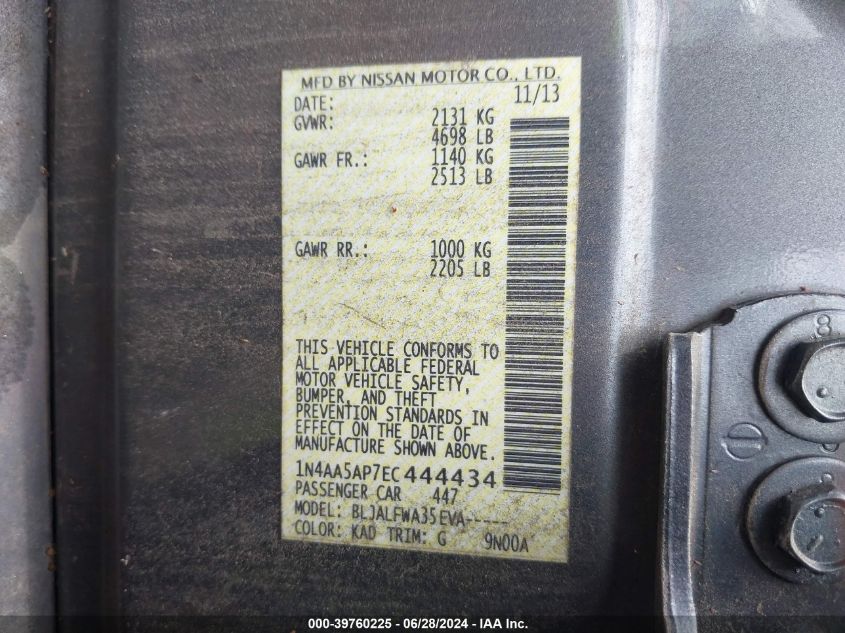 MFD BY NISSAN MOTOR CO., LTD.
DATE: 11/13
GVWR: 2131 KG
4698 LB
GAWR FR.: 1140 KG
2513 LB
GAWR RR.: 1000 KG
2205 LB
THIS VEHICLE CONFORMS TO
ALL APPLICABLE FEDERAL
MOTOR VEHICLE SAFETY,
BUMPER, AND THEFT
PREVENTION STANDARDS IN
EFFECT ON THE DATE OF
MANUFACTURE SHOWN ABOVE.
1N4AA5AP7EC444434
PASSENGER CAR 447
MODEL: BLJALFWA35EVA-----
COLOR: KAD TRIM: G 9N00A
8
8
000-39760225 - 06/28/2024 - IAA Inc.